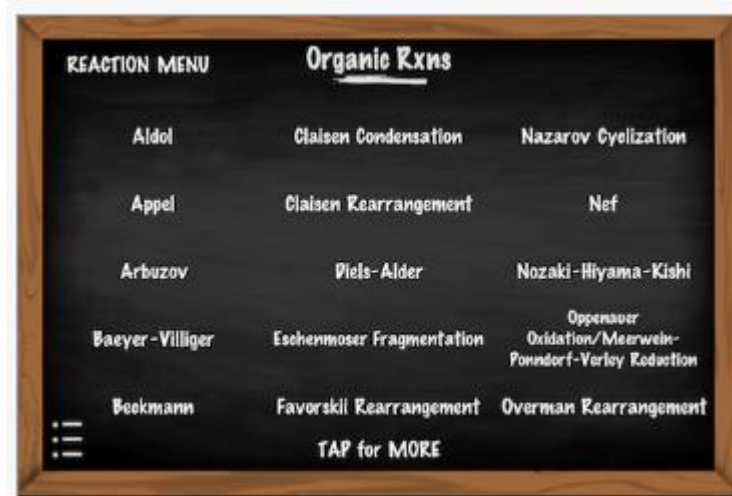 REACTION MENU
Organic Rxns
Aldol
Claisen Condensation
Nazarov Cyclization
Appel
Claisen Rearrangement
Nef
Arbuzov
Diels-Alder
Nozaki-Hiyama-Kishi
Baeyer-Villiger
Eschenmoser Fragmentation
Oppenauer
Oxidation/Meerwein-
Ponndorf-Verley Reduction
Beckmann
Favorskii Rearrangement
Overman Rearrangement
TAP for MORE